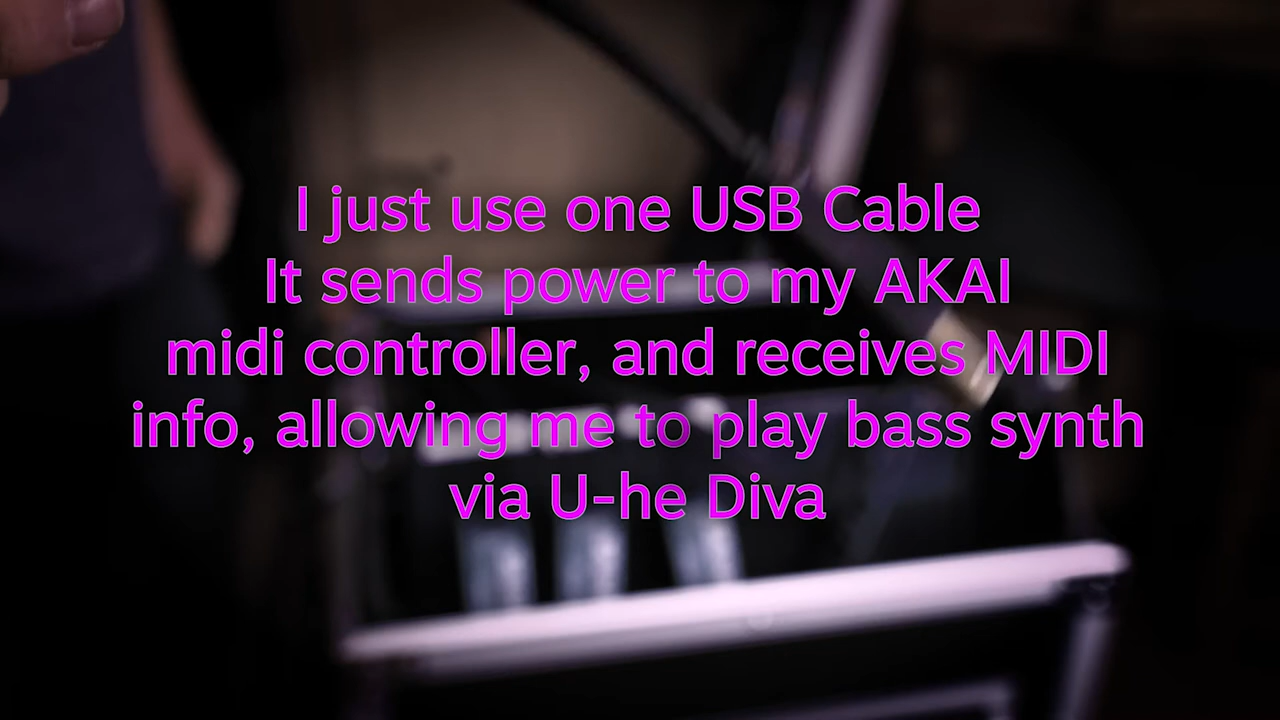 I just use one USB Cable
It sends power to my AKAI
midi controller, and receives MIDI
info, allowing me to play bass synth
via U-he Diva